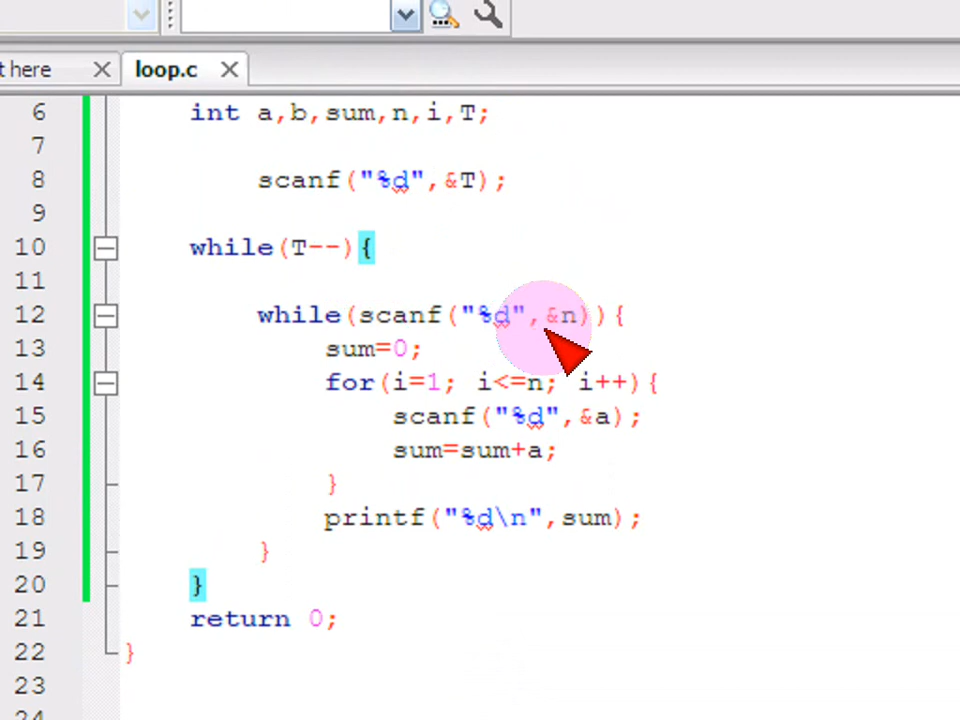 t here
loop.c
6 int a,b,sum,n,i,T;
7
8 scanf("%d",&T);
9
10 while(T--){
11
12 while(scanf("%d",&n)){
13 sum=0;
14 for(i=1; i<=n; i++){
15 scanf("%d",&a);
16 sum=sum+a;
17 }
18 printf("%d\n",sum);
19 }
20 }
21 return 0;
22 }
23
24